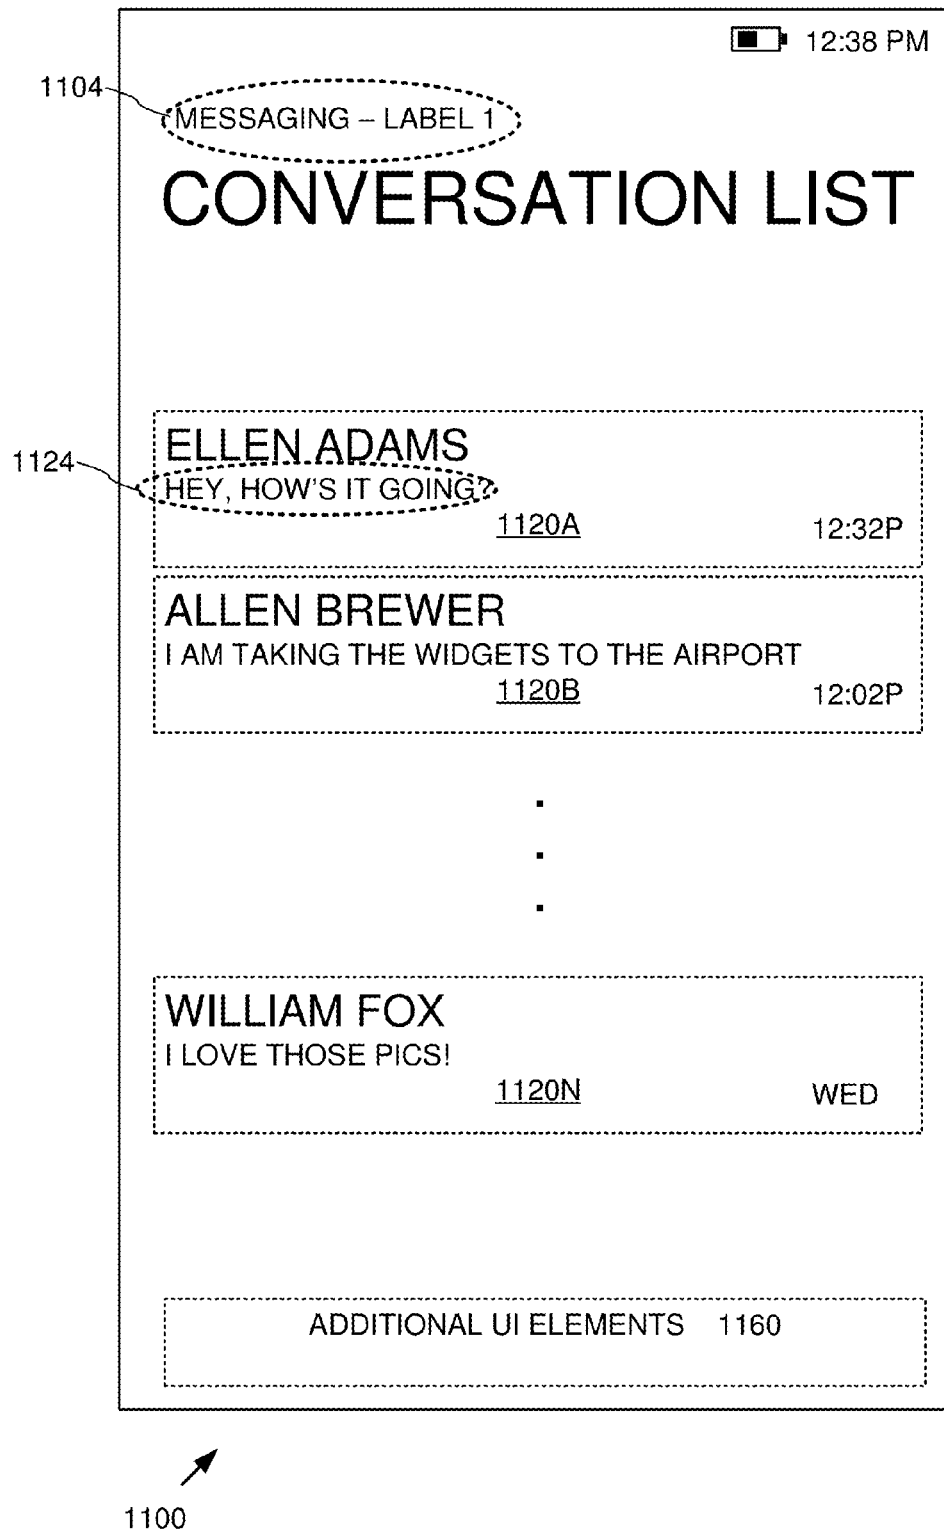 12:38 PM
1104
MESSAGING – LABEL 1
CONVERSATION LIST
ELLEN ADAMS
1124
HEY, HOW'S IT GOING?
1120A 12:32P
ALLEN BREWER
I AM TAKING THE WIDGETS TO THE AIRPORT
1120B 12:02P
WILLIAM FOX
I LOVE THOSE PICS!
1120N WED
ADDITIONAL UI ELEMENTS 1160
1100